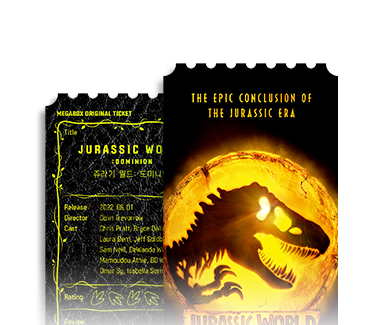 MEGABOX ORIGINAL TICKET
Title
JURASSIC WO
:DOMINION
쥬라기 월드: 도미니
Release 2022. 06. 01
Director Colin Trevorrow
Cast Chris Pratt, Bryce Dal
Laura Dern, Jeff Goldb
Sam Neill, DeWanda W
Mamoudou Athie, BD W
Omar Sy, Isabella Serm
Rating
THE EPIC CONCLUSION OF
THE JURASSIC ERA
JURASSIC WORLD